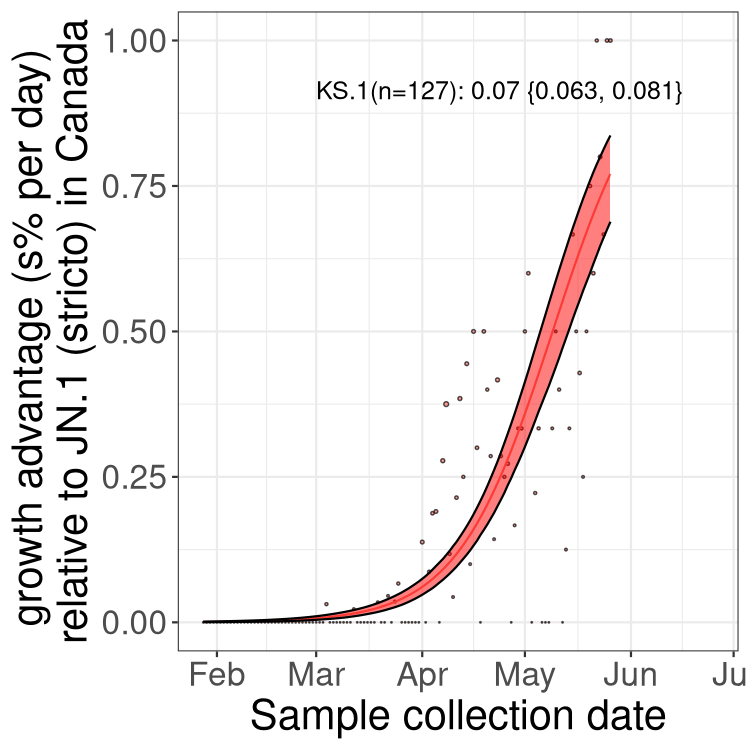 growth advantage (s% per day)
relative to JN.1 (stricto) in Canada
1.00
0.75
0.50
0.25
0.00
KS.1(n=127): 0.07 {0.063, 0.081}
Feb Mar Apr May Jun Ju
Sample collection date